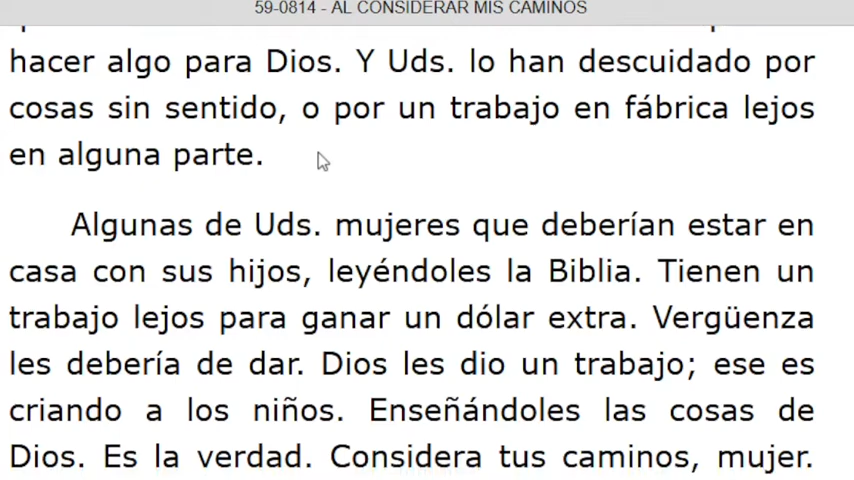 59-0814 - AL CONSIDERAR MIS CAMINOS
hacer algo para Dios. Y Uds. lo han descuidado por
cosas sin sentido, o por un trabajo en fábrica lejos
en alguna parte.
Algunas de Uds. mujeres que deberían estar en
casa con sus hijos, leyéndoles la Biblia. Tienen un
trabajo lejos para ganar un dólar extra. Vergüenza
les debería de dar. Dios les dio un trabajo; ese es
criando a los niños. Enseñándoles las cosas de
Dios. Es la verdad. Considera tus caminos, mujer.